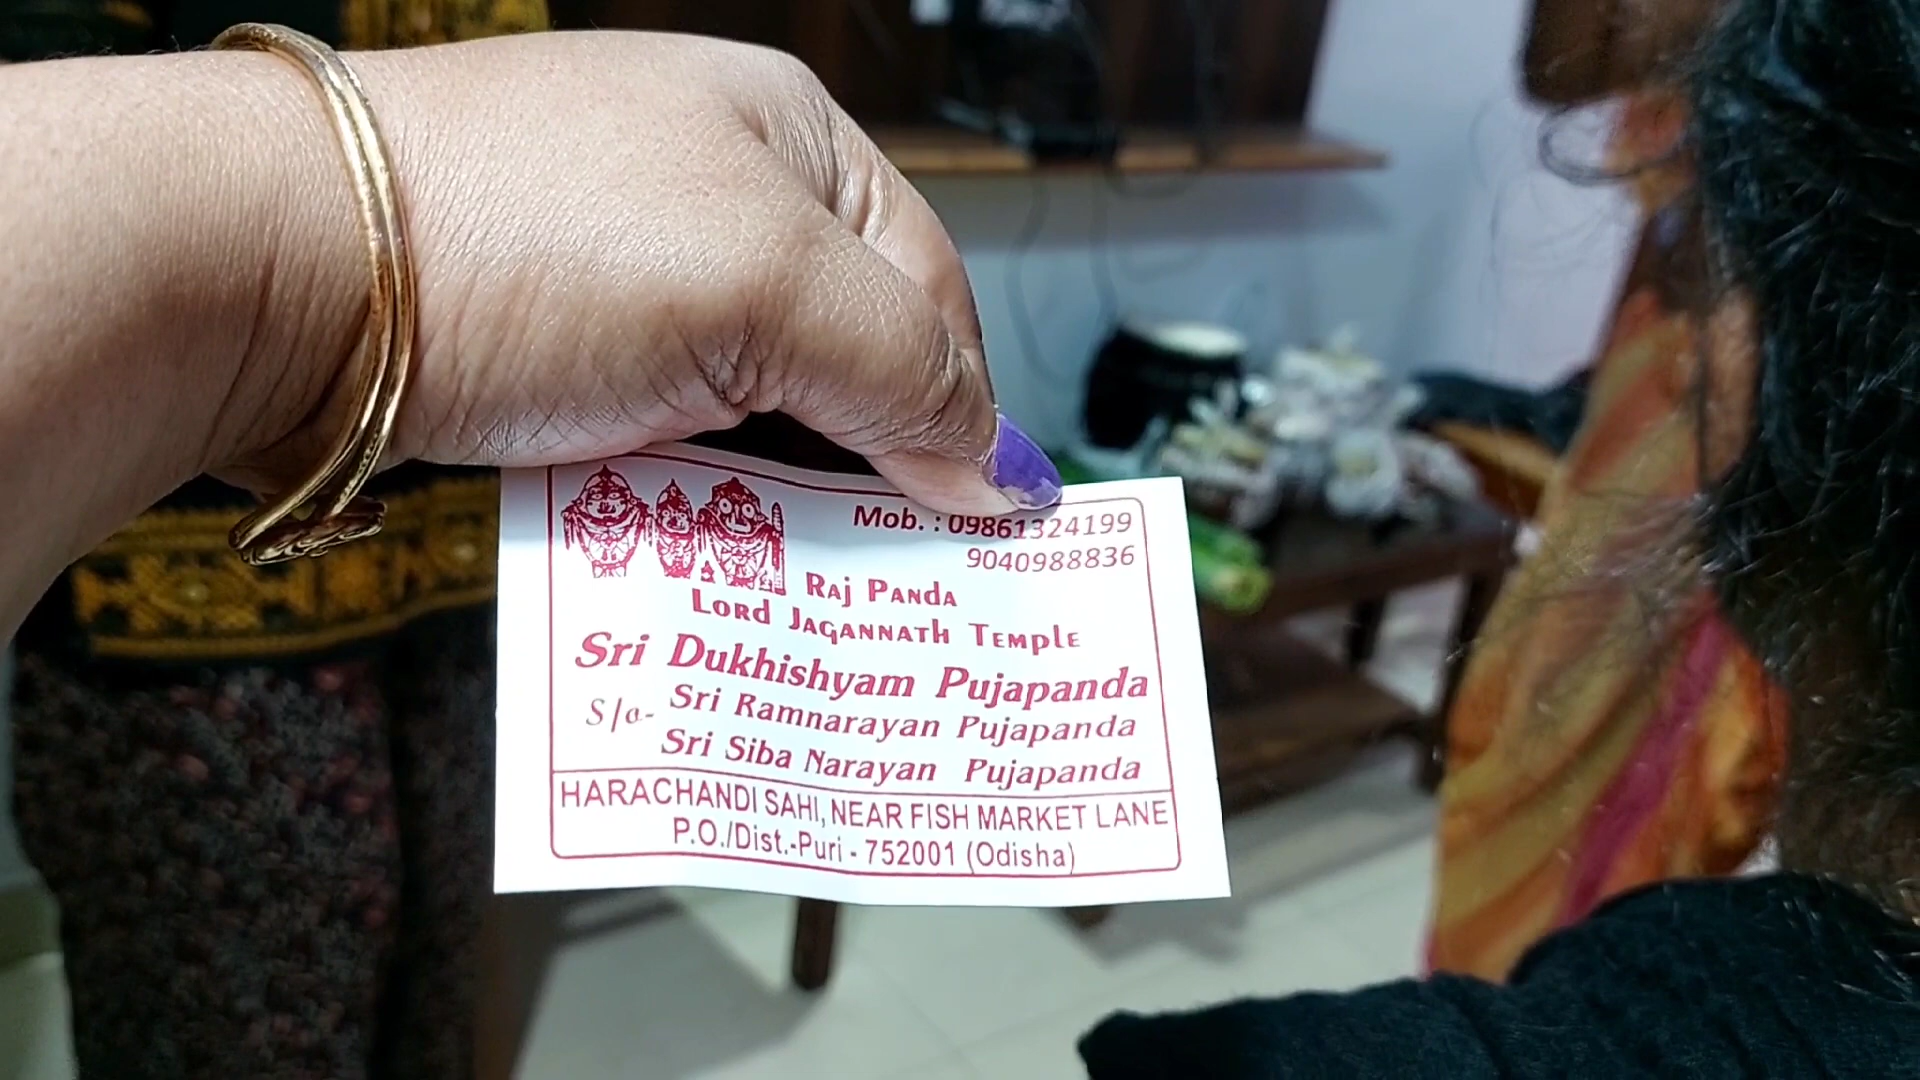 Mob. : 09861324199
9040988836
Raj Panda
Lord Jagannath Temple
Sri Dukhishyam Pujapanda
S/o- Sri Ramnarayan Pujapanda
Sri Siba Narayan Pujapanda
HARACHANDI SAHI, NEAR FISH MARKET LANE
P.O./Dist.-Puri - 752001 (Odisha)